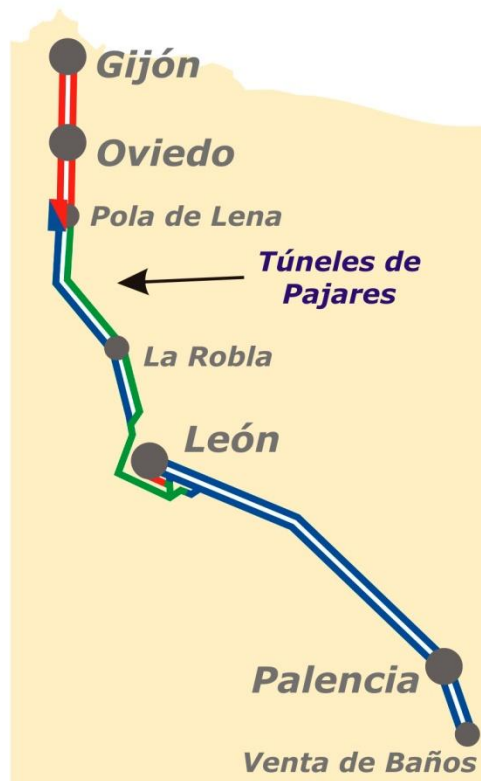 Gijón
Oviedo
Pola de Lena
Túneles de
Pajares
La Robla
León
Palencia
Venta de Baños